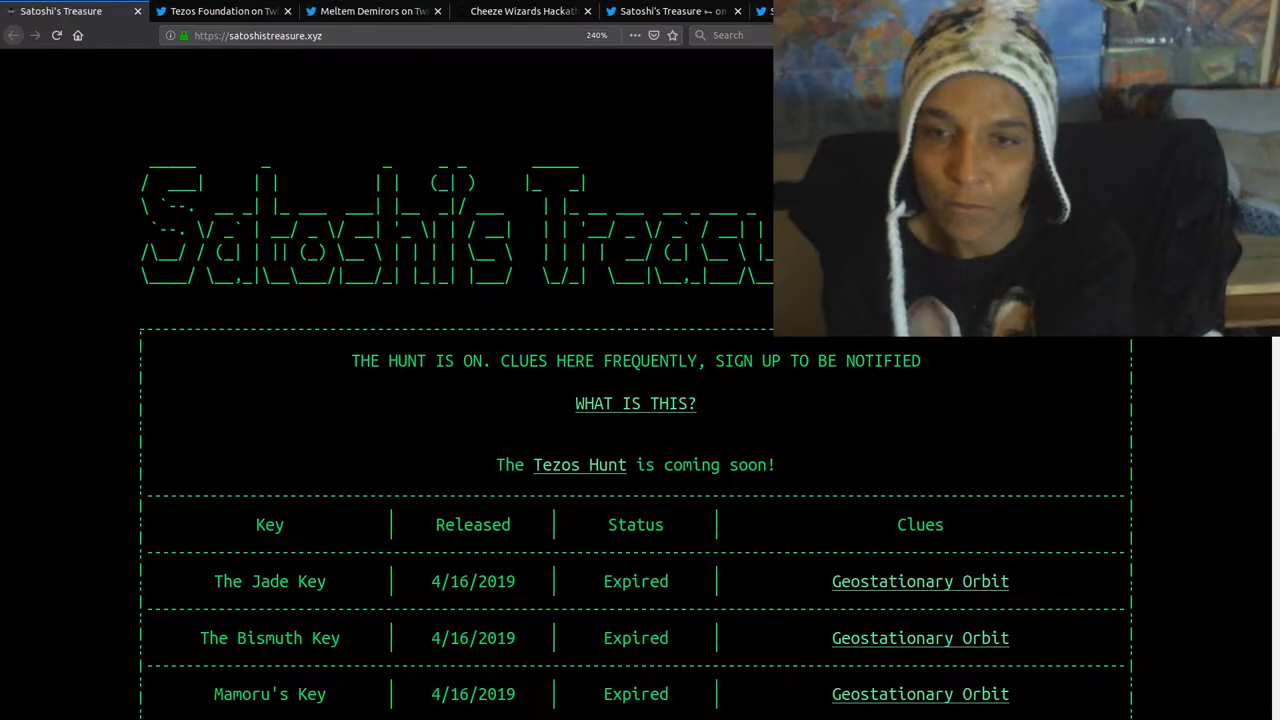 Satoshi's Treasure
Tezos Foundation on Tw
Meltem Demirors on Tw
Cheeze Wizards Hackath
Satoshi's Treasure 🗝 on
https://satoshistreasure.xyz
240%
Search
Satoshi's Treasu
THE HUNT IS ON. CLUES HERE FREQUENTLY, SIGN UP TO BE NOTIFIED
WHAT IS THIS?
The Tezos Hunt is coming soon!
Key Released Status Clues
The Jade Key 4/16/2019 Expired Geostationary Orbit
The Bismuth Key 4/16/2019 Expired Geostationary Orbit
Mamoru's Key 4/16/2019 Expired Geostationary Orbit